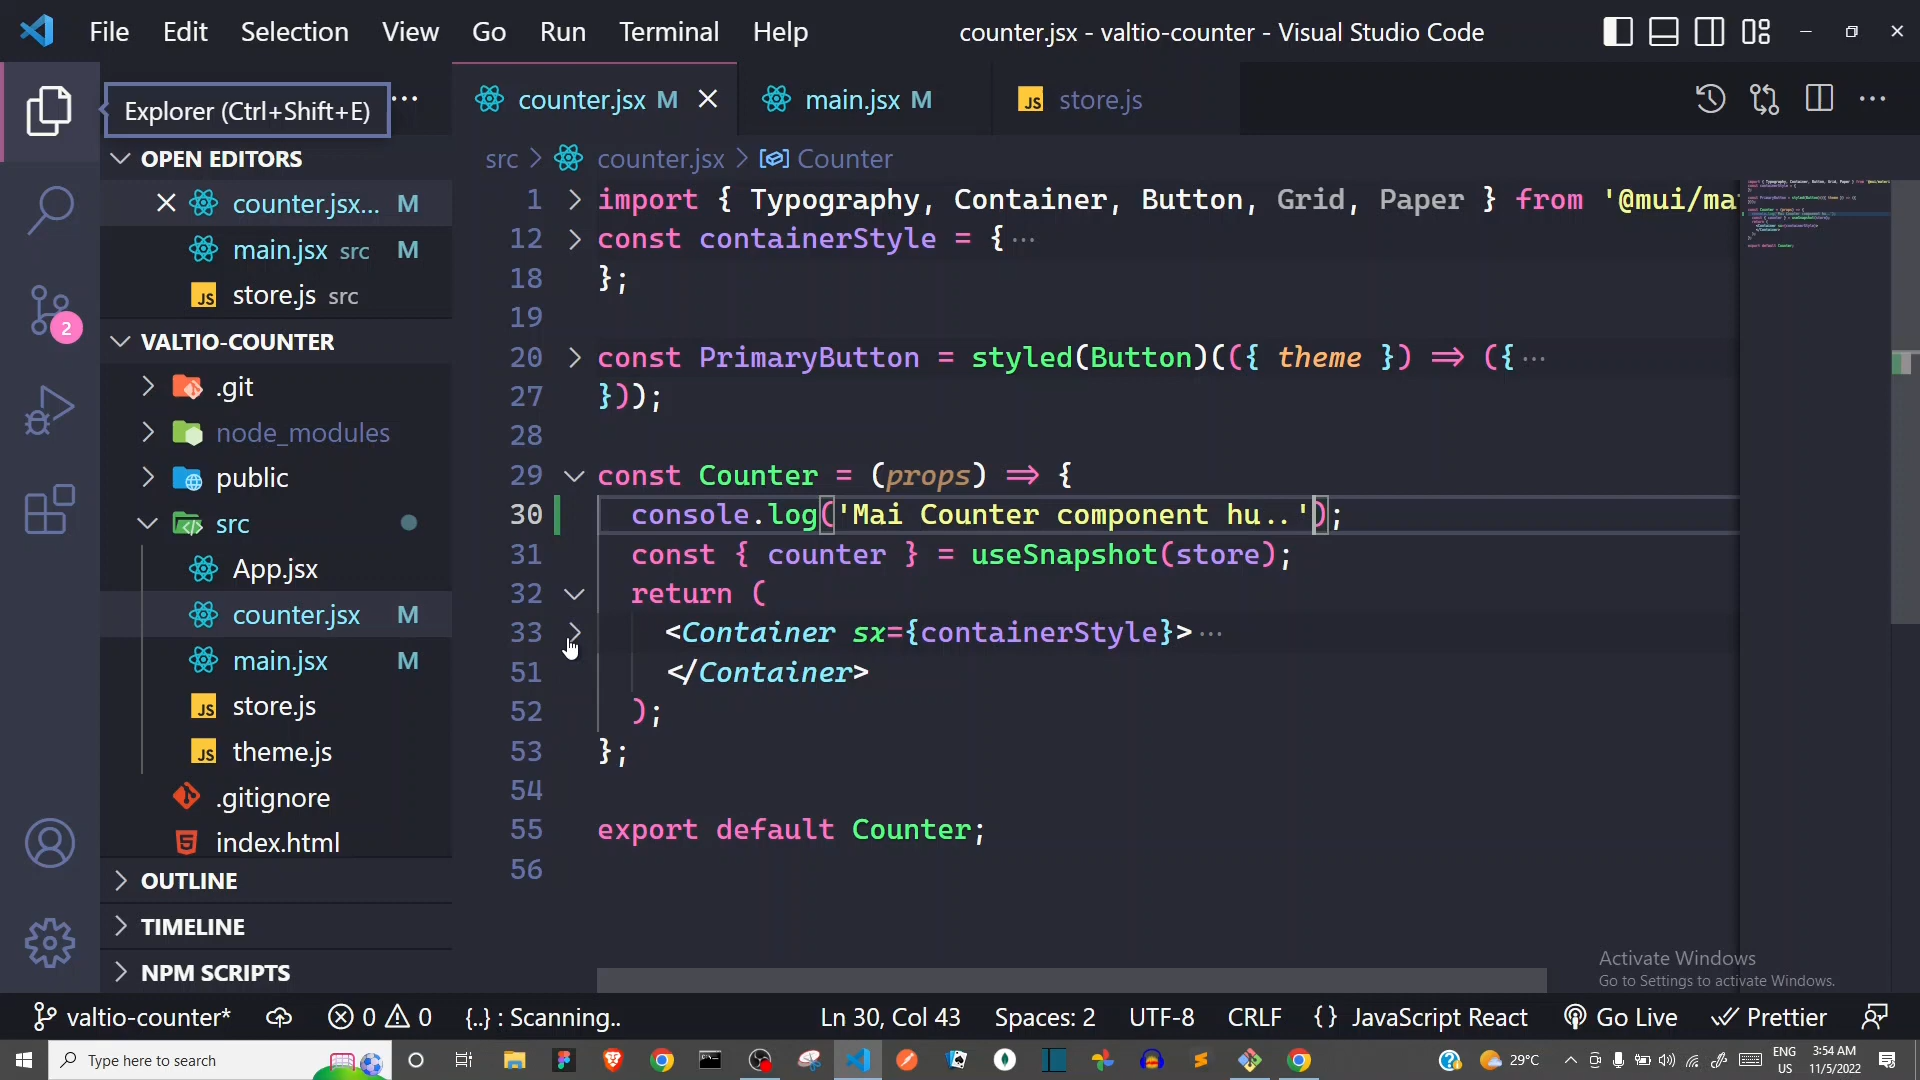 File Edit Selection View Go Run Terminal Help
counter.jsx - valtio-counter - Visual Studio Code
Explorer (Ctrl+Shift+E)
counter.jsx M
main.jsx M
JS store.js
OPEN EDITORS
counter.jsx... M
main.jsx src M
JS store.js src
VALTIO-COUNTER
.git
node_modules
public
src
App.jsx
counter.jsx M
main.jsx M
JS store.js
JS theme.js
.gitignore
index.html
OUTLINE
TIMELINE
NPM SCRIPTS
2
src > counter.jsx > Counter
1 import { Typography, Container, Button, Grid, Paper } from '@mui/ma
12 const containerStyle = {···
18 };
19
20 const PrimaryButton = styled(Button)(({ theme }) => ({···
27 }));
28
29 const Counter = (props) => {
30 console.log('Mai Counter component hu..');
31 const { counter } = useSnapshot(store);
32 return (
33 <Container sx={containerStyle}>···
51 </Container>
52 );
53 };
54
55 export default Counter;
56
Activate Windows
Go to Settings to activate Windows.
valtio-counter* 0 0 {..} : Scanning.. Ln 30, Col 43 Spaces: 2 UTF-8 CRLF {} JavaScript React Go Live Prettier
Type here to search
29°C
ENG
US
3:54 AM
11/5/2022